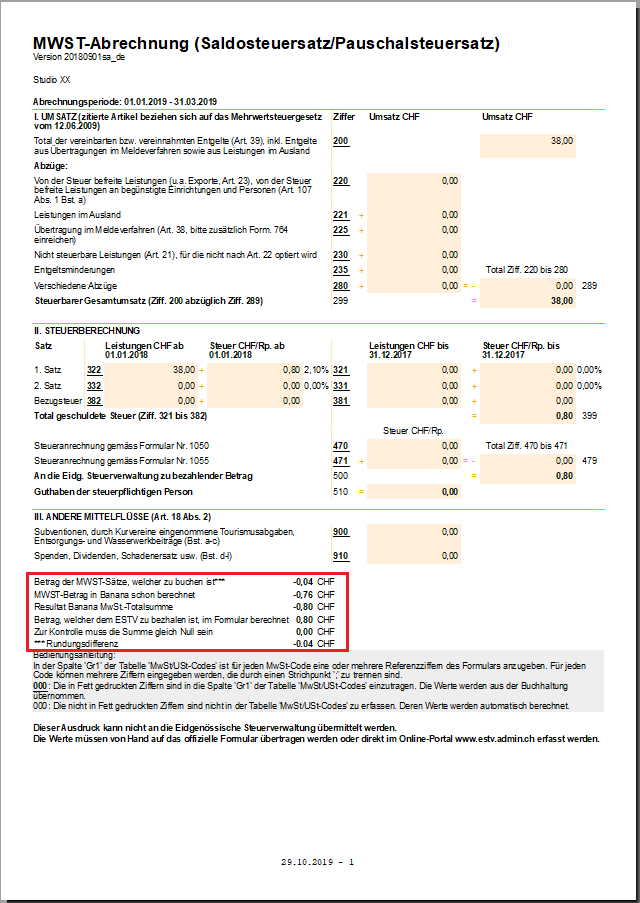 MWST-Abrechnung (Saldosteuersatz/Pauschalsteuersatz)
Version 20180901sa_de
Studio XX
Abrechnungsperiode: 01.01.2019 - 31.03.2019
I. UMSATZ (zitierte Artikel beziehen sich auf das Mehrwertsteuergesetz Ziffer Umsatz CHF Umsatz CHF
vom 12.06.2009)
Total der vereinbarten bzw. vereinnahmten Entgelte (Art. 39), inkl. Entgelte 200 38,00
aus Übertragungen im Meldeverfahren sowie aus Leistungen im Ausland
Abzüge:
Von der Steuer befreite Leistungen (u.a. Exporte, Art. 23), von der Steuer 220 0,00
befreite Leistungen an begünstigte Einrichtungen und Personen (Art. 107
Abs. 1 Bst. a)
Leistungen im Ausland 221 + 0,00
Übertragung im Meldeverfahren (Art. 38, bitte zusätzlich Form. 764 225 + 0,00
einreichen)
Nicht steuerbare Leistungen (Art. 21), für die nicht nach Art. 22 optiert wird 230 + 0,00
Entgeltsminderungen 235 + 0,00 Total Ziff. 220 bis 280
Verschiedene Abzüge 280 + 0,00 = - 0,00 289
Steuerbarer Gesamtumsatz (Ziff. 200 abzüglich Ziff. 289) 299 = 38,00
II. STEUERBERECHNUNG
Satz Leistungen CHF ab Steuer CHF/Rp. ab Leistungen CHF bis Steuer CHF/Rp. bis
01.01.2018 01.01.2018 31.12.2017 31.12.2017
1. Satz 322 38,00 + 0,80 2,10% 321 0,00 + 0,00 0,00%
2. Satz 332 0,00 + 0,00 0,00% 331 0,00 + 0,00 0,00%
Bezugsteuer 382 0,00 + 0,00 381 0,00 + 0,00
Total geschuldete Steuer (Ziff. 321 bis 382) = 0,80 399
Steuer CHF/Rp.
Steueranrechnung gemäss Formular Nr. 1050 470 0,00 Total Ziff. 470 bis 471
Steueranrechnung gemäss Formular Nr. 1055 471 + 0,00 = - 0,00 479
An die Eidg. Steuerverwaltung zu bezahlender Betrag 500 = 0,80
Guthaben der steuerpflichtigen Person 510 = 0,00
III. ANDERE MITTELFLÜSSE (Art. 18 Abs. 2)
Subventionen, durch Kurvereine eingenommene Tourismusabgaben, 900 0,00
Entsorgungs- und Wasserwerkbeiträge (Bst. a-c)
Spenden, Dividenden, Schadenersatz usw. (Bst. d-l) 910 0,00
Betrag der MWST-Sätze, welcher zu buchen ist*** -0,04 CHF
MWST-Betrag in Banana schon berechnet -0,76 CHF
Resultat Banana MwSt.-Totalsumme -0,80 CHF
Betrag, welcher dem ESTV zu bezhalen ist, im Formular berechnet 0,80 CHF
Zur Kontrolle muss die Summe gleich Null sein 0,00 CHF
*** Rundungsdifferenz -0.04 CHF
Bedienungsanleitung:
In der Spalte 'Gr1' der Tabelle 'MwSt/USt-Codes' ist für jeden MwSt-Code eine oder mehrere Referenzziffern des Formulars anzugeben. Für jeden
Code können mehrere Ziffern eingegeben werden, die durch einen Strichpunkt ';' zu trennen sind.
000: Die in Fett gedruckten Ziffern sind in die Spalte 'Gr1' der Tabelle 'MwSt/USt-Codes' einzutragen. Die Werte werden aus der Buchhaltung
übernommen.
000: Die nicht in Fett gedruckten Ziffern sind nicht in der Tabelle 'MwSt/USt-Codes' zu erfassen. Deren Werte werden automatisch berechnet.
Dieser Ausdruck kann nicht an die Eidgenössische Steuerverwaltung übermittelt werden.
Die Werte müssen von Hand auf das offizielle Formular übertragen werden oder direkt im Online-Portal www.estv.admin.ch erfasst werden.
29.10.2019 - 1